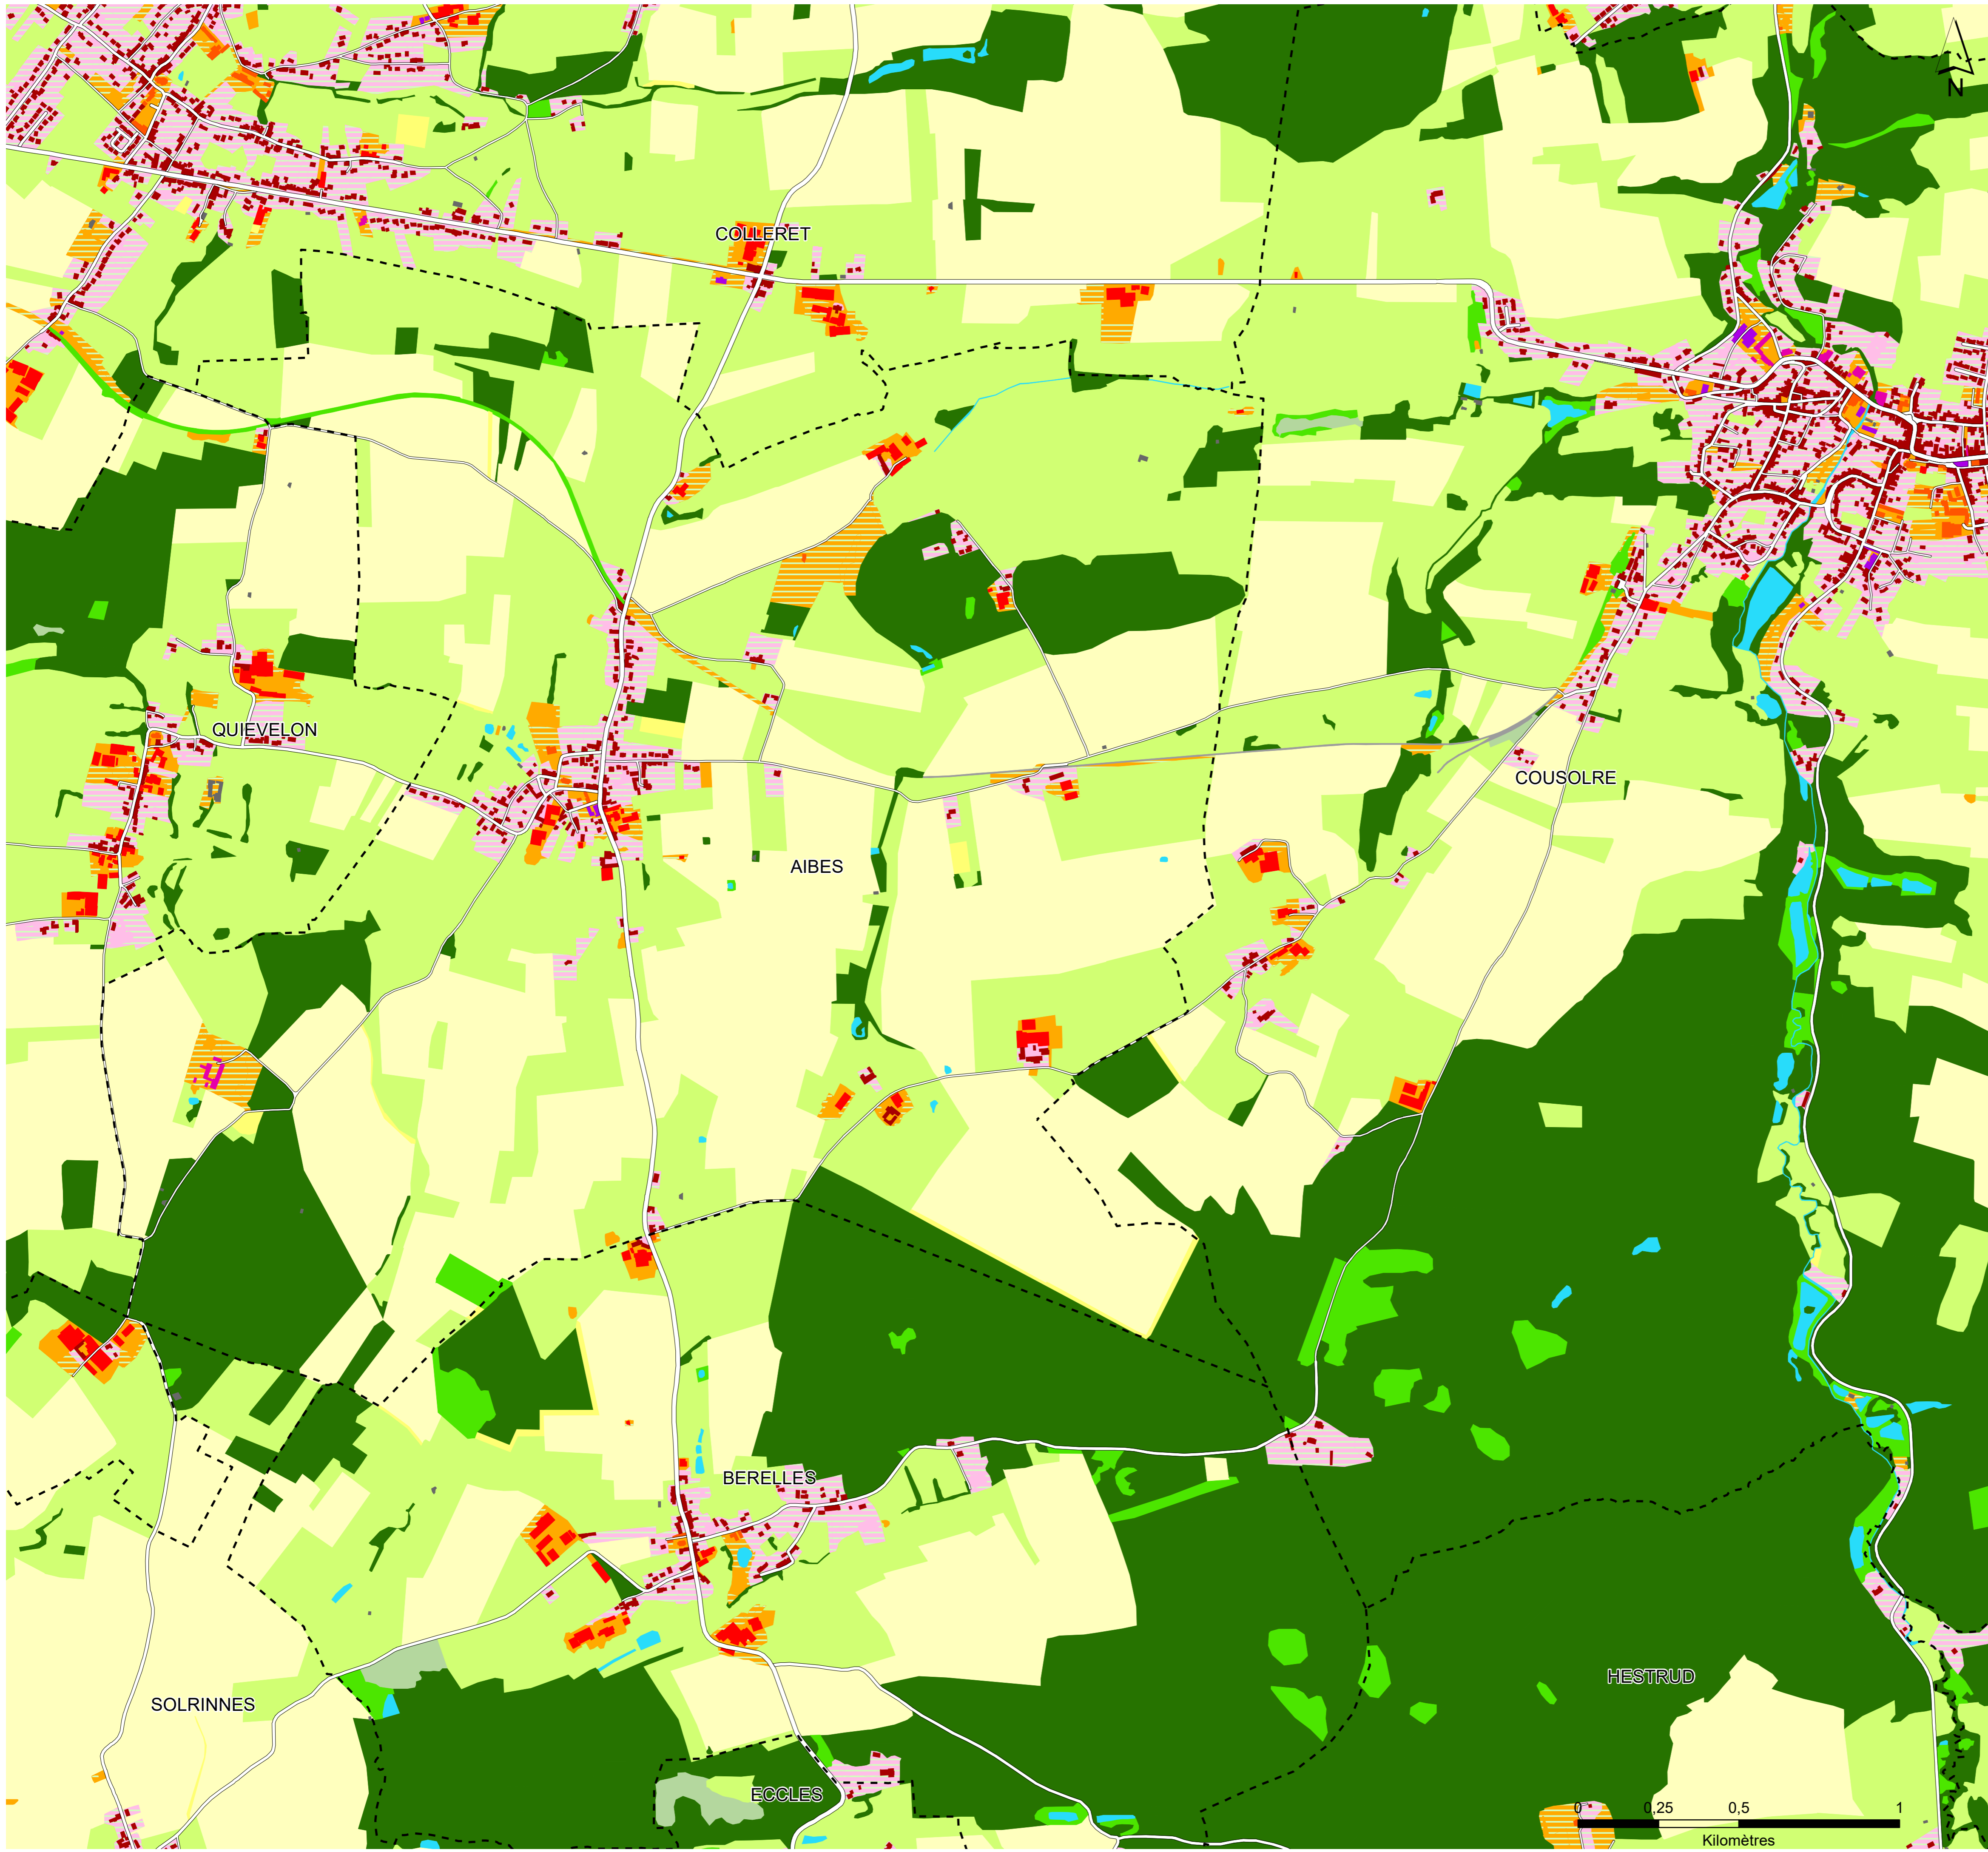 N
COLLERET
QUIEVELON
COUSOLRE
AIBES
BERELLES
HESTRUD
SOLRINNES
ECCLES
0 0,25 0,5 1
Kilomètres